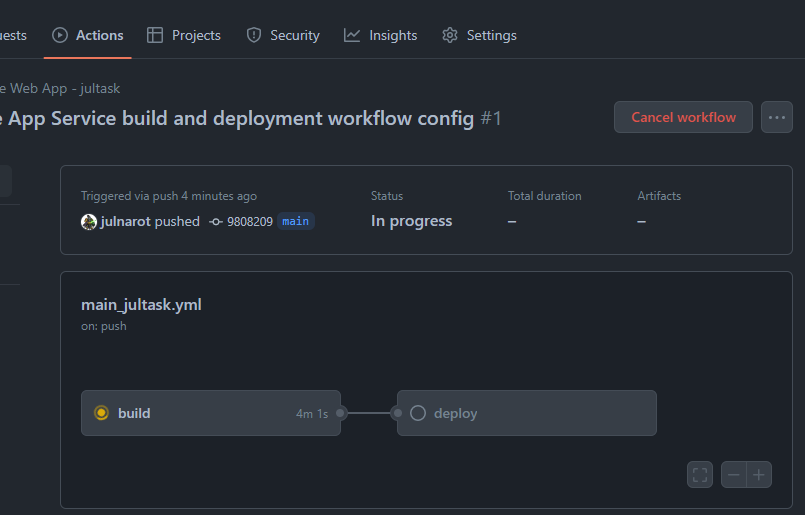 ests Actions Projects Security Insights Settings
e Web App - jultask
e App Service build and deployment workflow config #1
Cancel workflow ...
Triggered via push 4 minutes ago
julnarot pushed 9808209 main
Status
In progress
Total duration
–
Artifacts
–
main_jultask.yml
on: push
build 4m 1s
deploy